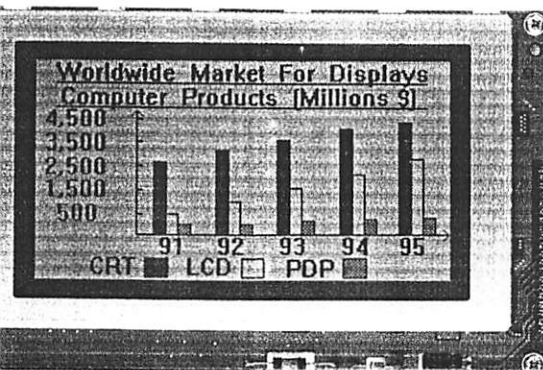 Worldwide Market For Displays
Computer Products (Millions $)
4,500
3,500
2,500
1,500
500
91 92 93 94 95
CRT LCD PDP